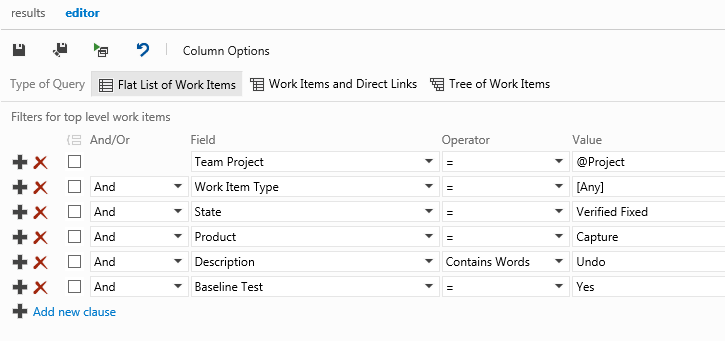 results editor
Column Options
Type of Query Flat List of Work Items Work Items and Direct Links Tree of Work Items
Filters for top level work items
And/Or Field Operator Value
Team Project = @Project
And Work Item Type = [Any]
And State = Verified Fixed
And Product = Capture
And Description Contains Words Undo
And Baseline Test = Yes
Add new clause